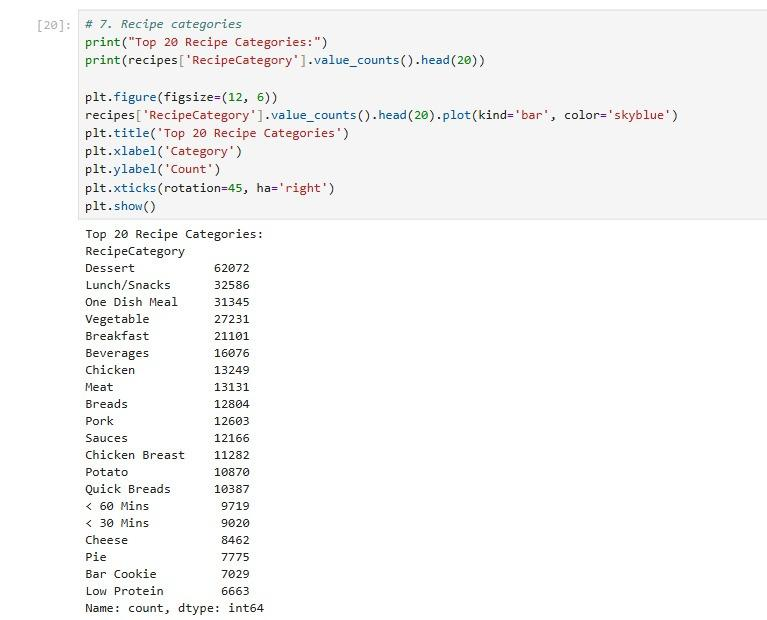 [20]: # 7. Recipe categories
print("Top 20 Recipe Categories:")
print(recipes['RecipeCategory'].value_counts().head(20))
plt.figure(figsize=(12, 6))
recipes['RecipeCategory'].value_counts().head(20).plot(kind='bar', color='skyblue')
plt.title('Top 20 Recipe Categories')
plt.xlabel('Category')
plt.ylabel('Count')
plt.xticks(rotation=45, ha='right')
plt.show()
Top 20 Recipe Categories:
RecipeCategory
Dessert 62072
Lunch/Snacks 32586
One Dish Meal 31345
Vegetable 27231
Breakfast 21101
Beverages 16076
Chicken 13249
Meat 13131
Breads 12804
Pork 12603
Sauces 12166
Chicken Breast 11282
Potato 10870
Quick Breads 10387
< 60 Mins 9719
< 30 Mins 9020
Cheese 8462
Pie 7775
Bar Cookie 7029
Low Protein 6663
Name: count, dtype: int64